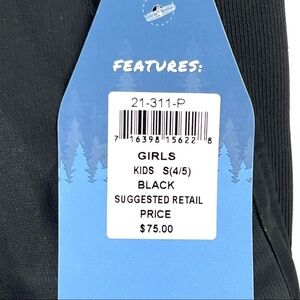 FEATURES:
21-311-P
7 16398 15622 8
GIRLS
KIDS S(4/5)
BLACK
SUGGESTED RETAIL
PRICE
$75.00